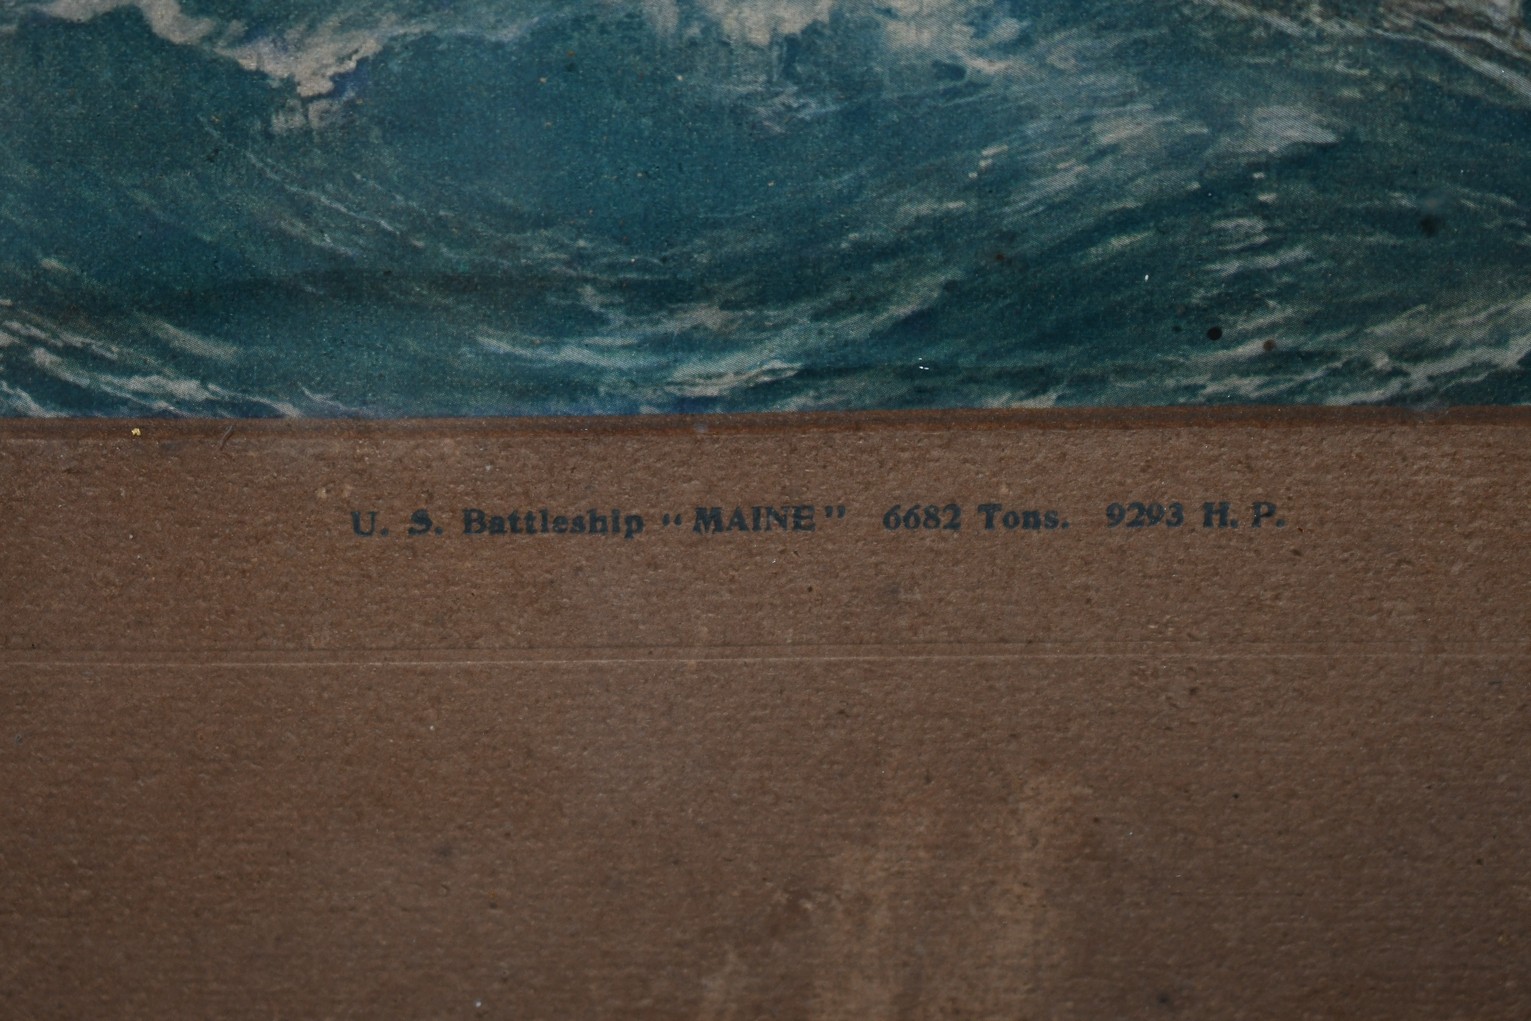 U. S. Battleship “MAINE” 6682 Tons. 9293 H. P.